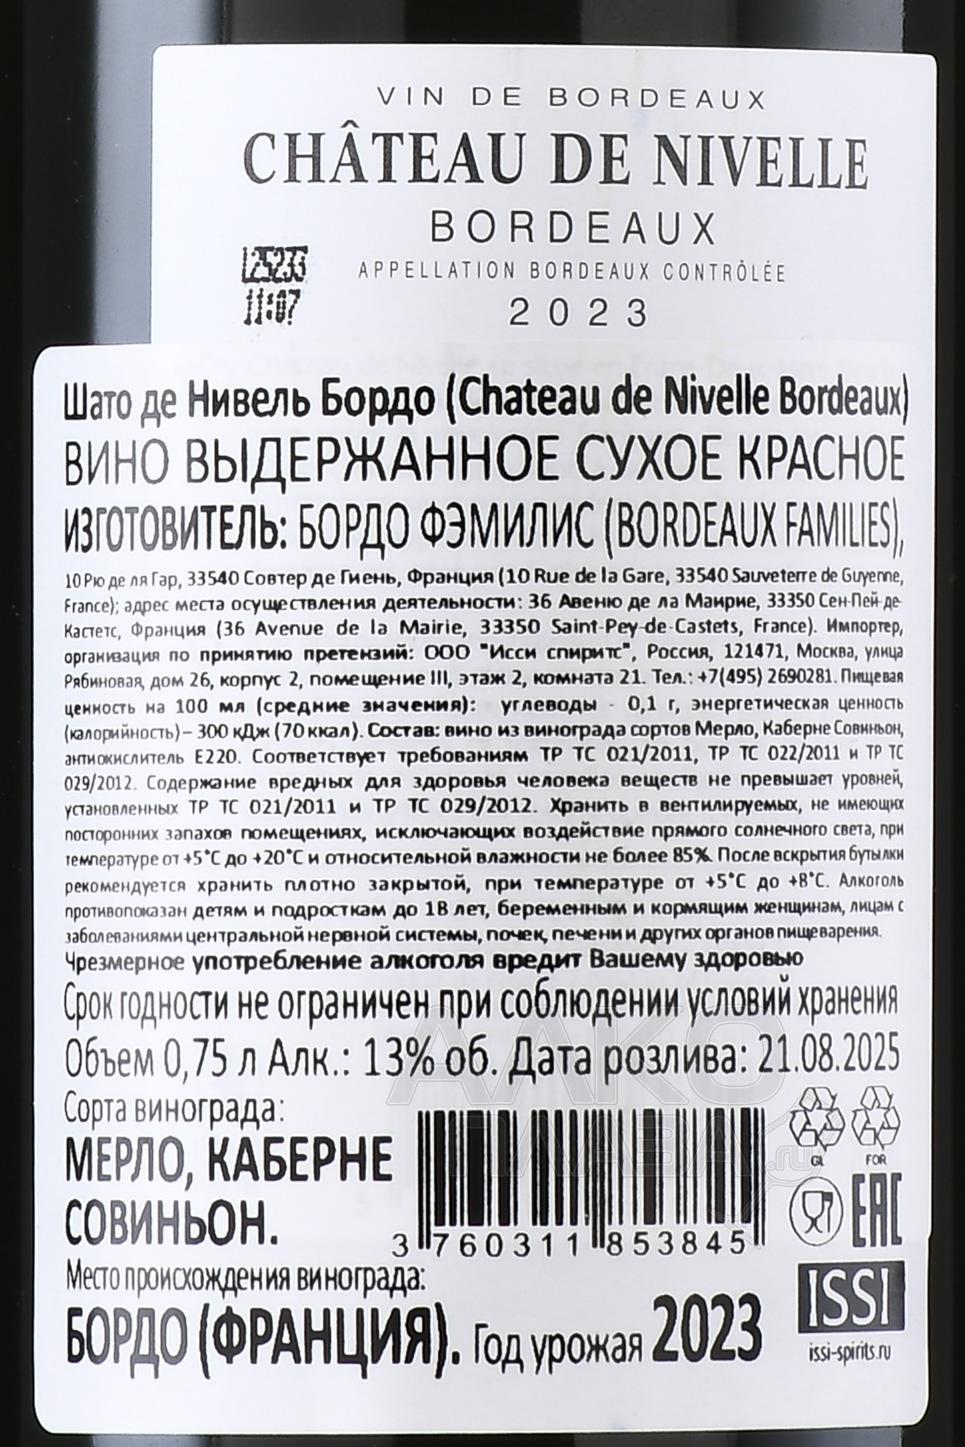 VIN DE BORDEAUX
CHÂTEAU DE NIVELLE
BORDEAUX
APPELLATION BORDEAUX CONTRÔLÉE
2023
L25233
11:07
Шато де Нивель Бордо (Chateau de Nivelle Bordeaux)
ВИНО ВЫДЕРЖАННОЕ СУХОЕ КРАСНОЕ
ИЗГОТОВИТЕЛЬ: БОРДО ФЭМИЛИС (BORDEAUX FAMILIES),
10 Рю де ля Гар, 33540 Совтер де Гиень, Франция (10 Rue de la Gare, 33540 Sauveterre de Guyenne,
France); адрес места осуществления деятельности: 36 Авеню де ла Маирие, 33350 Сен-Пей-де-
Кастетс, Франция (36 Avenue de la Mairie, 33350 Saint-Pey-de-Castets, France). Импортер,
организация по принятию претензий: ООО "Исси спиритс", Россия, 121471, Москва, улица
Рябиновая, дом 26, корпус 2, помещение III, этаж 2, комната 21. Тел.: +7(495) 2690281. Пищевая
ценность на 100 мл (средние значения): углеводы - 0,1 г, энергетическая ценность
(калорийность) – 300 кДж (70 ккал). Состав: вино из винограда сортов Мерло, Каберне Совиньон,
антиокислитель Е220. Соответствует требованиям ТР ТС 021/2011, ТР ТС 022/2011 и ТР ТС
029/2012. Содержание вредных для здоровья человека веществ не превышает уровней,
установленных ТР ТС 021/2011 и ТР ТС 029/2012. Хранить в вентилируемых, не имеющих
посторонних запахов помещениях, исключающих воздействие прямого солнечного света, при
температуре от +5°С до +20°С и относительной влажности не более 85%. После вскрытия бутылки
рекомендуется хранить плотно закрытой, при температуре от +5°С до +8°С. Алкоголь
противопоказан детям и подросткам до 18 лет, беременным и кормящим женщинам, лицам с
заболеваниями центральной нервной системы, почек, печени и других органов пищеварения.
Чрезмерное употребление алкоголя вредит Вашему здоровью
Срок годности не ограничен при соблюдении условий хранения
Объем 0,75 л Алк.: 13% об. Дата розлива: 21.08.2025
Сорта винограда:
МЕРЛО, КАБЕРНЕ
СОВИНЬОН.
3 760311 853845
GL FOR
EAC
Место происхождения винограда:
БОРДО (ФРАНЦИЯ). Год урожая 2023
ISSI
issi-spirits.ru
АЛКО
ГЛАВА.ru